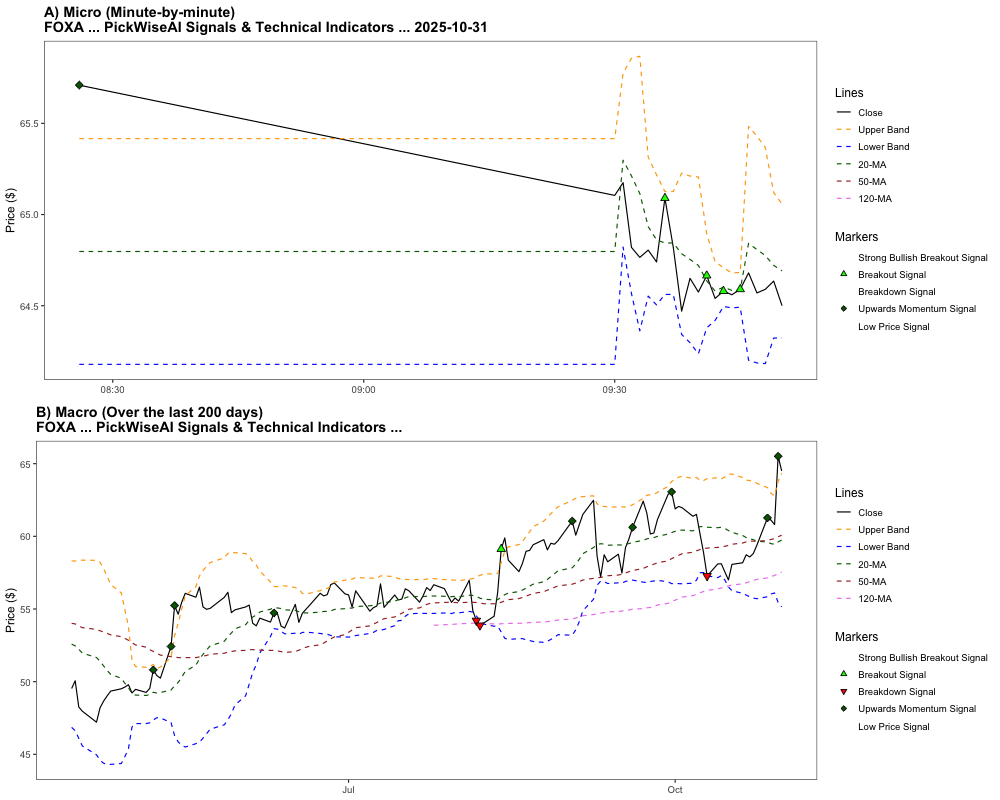 A) Micro (Minute-by-minute)
FOXA ... PickWiseAI Signals & Technical Indicators ... 2025-10-31
Price ($)
65.5
65.0
64.5
08:30
09:00
09:30
Lines
Close
Upper Band
Lower Band
20-MA
50-MA
120-MA
Markers
Strong Bullish Breakout Signal
Breakout Signal
Breakdown Signal
Upwards Momentum Signal
Low Price Signal
B) Macro (Over the last 200 days)
FOXA ... PickWiseAI Signals & Technical Indicators ...
Price ($)
65
60
55
50
45
Jul
Oct
Lines
Close
Upper Band
Lower Band
20-MA
50-MA
120-MA
Markers
Strong Bullish Breakout Signal
Breakout Signal
Breakdown Signal
Upwards Momentum Signal
Low Price Signal